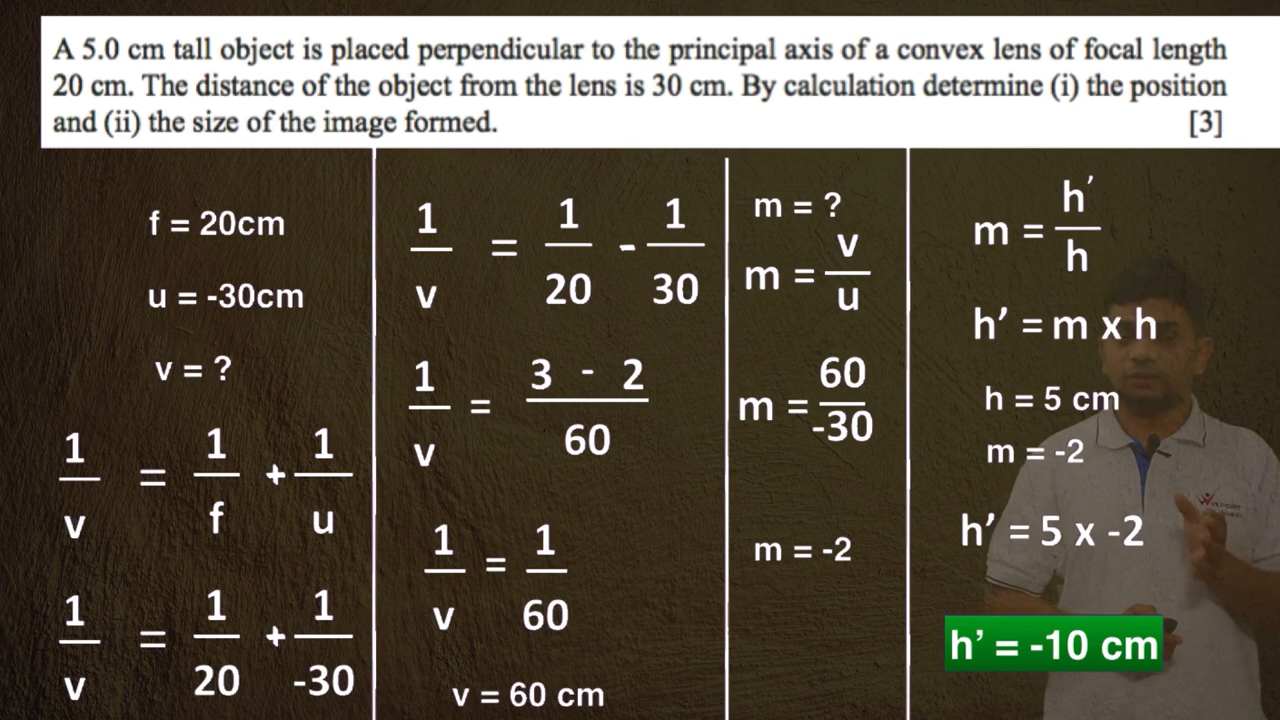 A 5.0 cm tall object is placed perpendicular to the principal axis of a convex lens of focal length
20 cm. The distance of the object from the lens is 30 cm. By calculation determine (i) the position
and (ii) the size of the image formed. [3]
f = 20cm
u = -30cm
v = ?
1/v = 1/f + 1/u
1/v = 1/20 + 1/-30
1/v = 1/20 - 1/30
1/v = 3 - 2/60
1/v = 1/60
v = 60 cm
m = ?
m = v/u
m = 60/-30
m = -2
m = h′/h
h′ = m x h
h = 5 cm
m = -2
h′ = 5 x -2
h’ = -10 cm